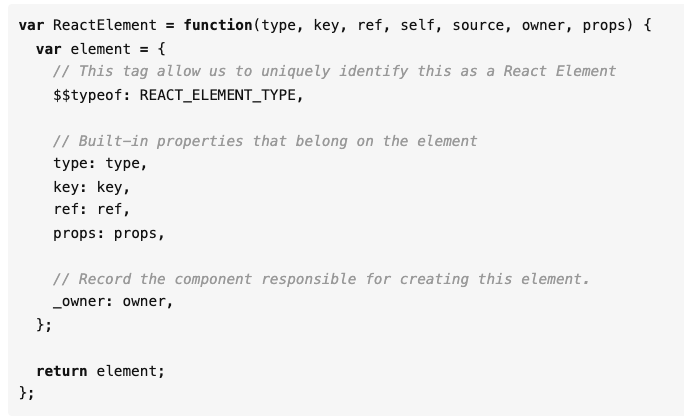 var ReactElement = function(type, key, ref, self, source, owner, props) {
  var element = {
    // This tag allow us to uniquely identify this as a React Element
    $$typeof: REACT_ELEMENT_TYPE,

    // Built-in properties that belong on the element
    type: type,
    key: key,
    ref: ref,
    props: props,

    // Record the component responsible for creating this element.
    _owner: owner,
  };

  return element;
};